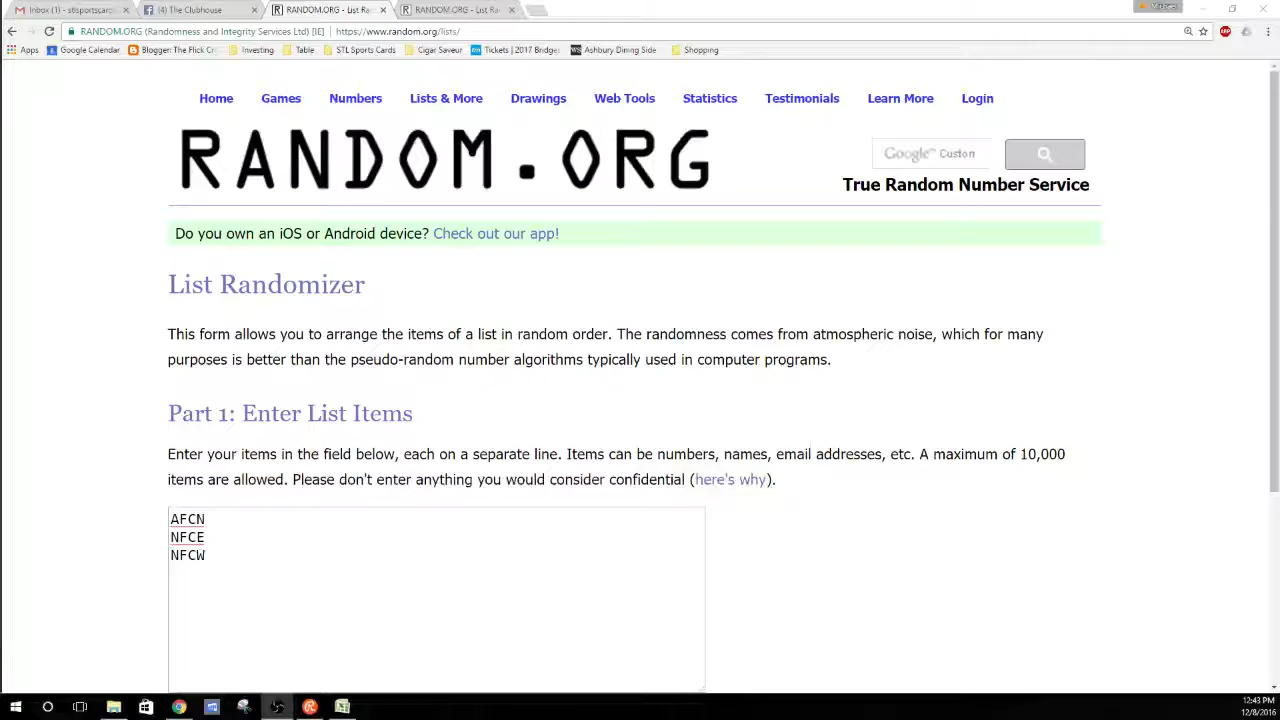 Inbox (1) - stlsportscard
(4) The Clubhouse
RANDOM.ORG - List Ra
RANDOM.ORG - List Ra
RANDOM.ORG (Randomness and Integrity Services Ltd) [IE] https://www.random.org/lists/
Apps Google Calendar Blogger: The Flick Cr Investing Table STL Cards Cigar Saveur Tickets | 2017 Bridge Ashbury Dining Side Shopping
Home Games Numbers Lists & More Drawings Web Tools Statistics Testimonials Learn More Login
RANDOM.ORG
Google™ Custom
True Random Number Service
Do you own an iOS or Android device? Check out our app!
List Randomizer
This form allows you to arrange the items of a list in random order. The randomness comes from atmospheric noise, which for many
purposes is better than the pseudo-random number algorithms typically used in computer programs.
Part 1: Enter List Items
Enter your items in the field below, each on a separate line. Items can be numbers, names, email addresses, etc. A maximum of 10,000
items are allowed. Please don't enter anything you would consider confidential (here's why).
AFCN
NFCE
NFCW
12:43 PM
12/8/2016